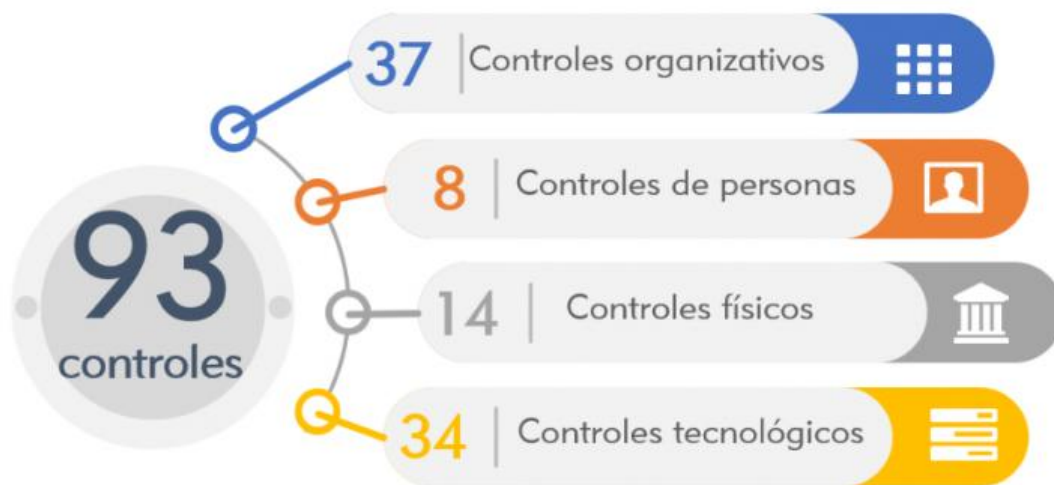 37 Controles organizativos
8 Controles de personas
93
controles
14 Controles físicos
34 Controles tecnológicos